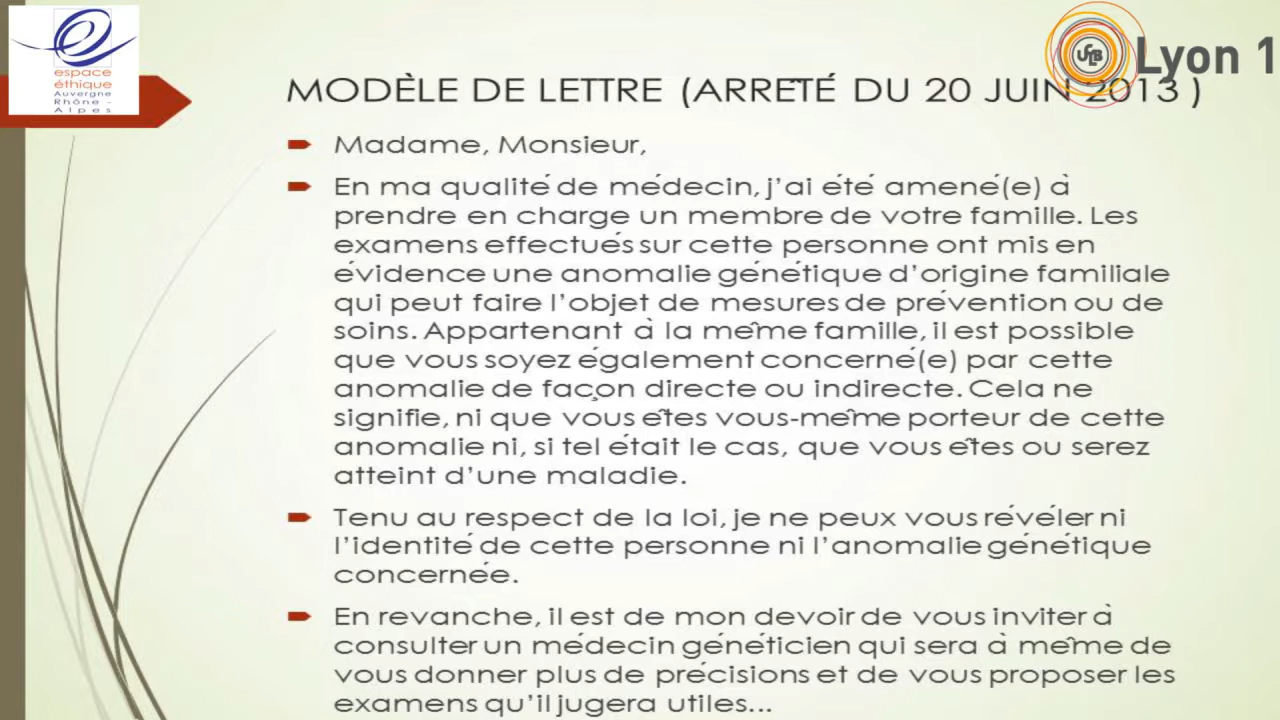 espace
éthique
Auvergne
Rhône -
Alpes
UCLB
Lyon 1
MODÈLE DE LETTRE (ARRETÉ DU 20 JUIN 2013 )
Madame, Monsieur,
En ma qualité de médecin, j'ai été amené(e) à
prendre en charge un membre de votre famille. Les
examens effectués sur cette personne ont mis en
évidence une anomalie génétique d'origine familiale
qui peut faire l'objet de mesures de prévention ou de
soins. Appartenant à la même famille, il est possible
que vous soyez également concerné(e) par cette
anomalie de façon directe ou indirecte. Cela ne
signifie, ni que vous êtes vous-même porteur de cette
anomalie ni, si tel était le cas, que vous êtes ou serez
atteint d'une maladie.
Tenu au respect de la loi, je ne peux vous révéler ni
l'identité de cette personne ni l'anomalie génétique
concernée.
En revanche, il est de mon devoir de vous inviter à
consulter un médecin généticien qui sera à même de
vous donner plus de précisions et de vous proposer les
examens qu'il jugera utiles...